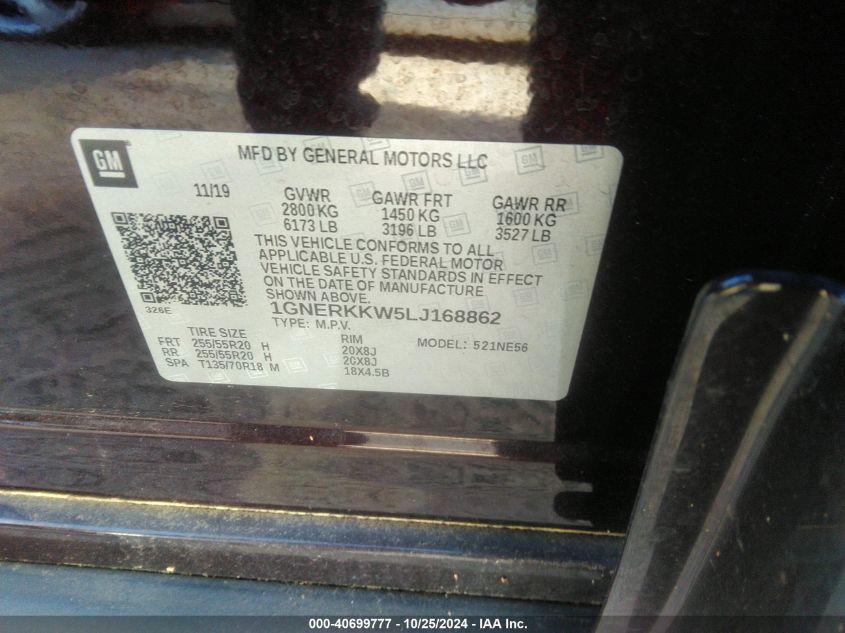 GM
MFD BY GENERAL MOTORS LLC
11/19 GVWR GAWR FRT GAWR RR
2800 KG 1450 KG 1600 KG
6173 LB 3196 LB 3527 LB
THIS VEHICLE CONFORMS TO ALL
APPLICABLE U.S. FEDERAL MOTOR
VEHICLE SAFETY STANDARDS IN EFFECT
ON THE DATE OF MANUFACTURE
SHOWN ABOVE.
326E
1GNERKKW5LJ168862
TYPE: M.P.V. MODEL: 521NE56
TIRE SIZE RIM
FRT 255/55R20 H 20X8J
RR 255/55R20 H 20X8J
SPA T135/70R18 M 18X4.5B
000-40699777 - 10/25/2024 - IAA Inc.